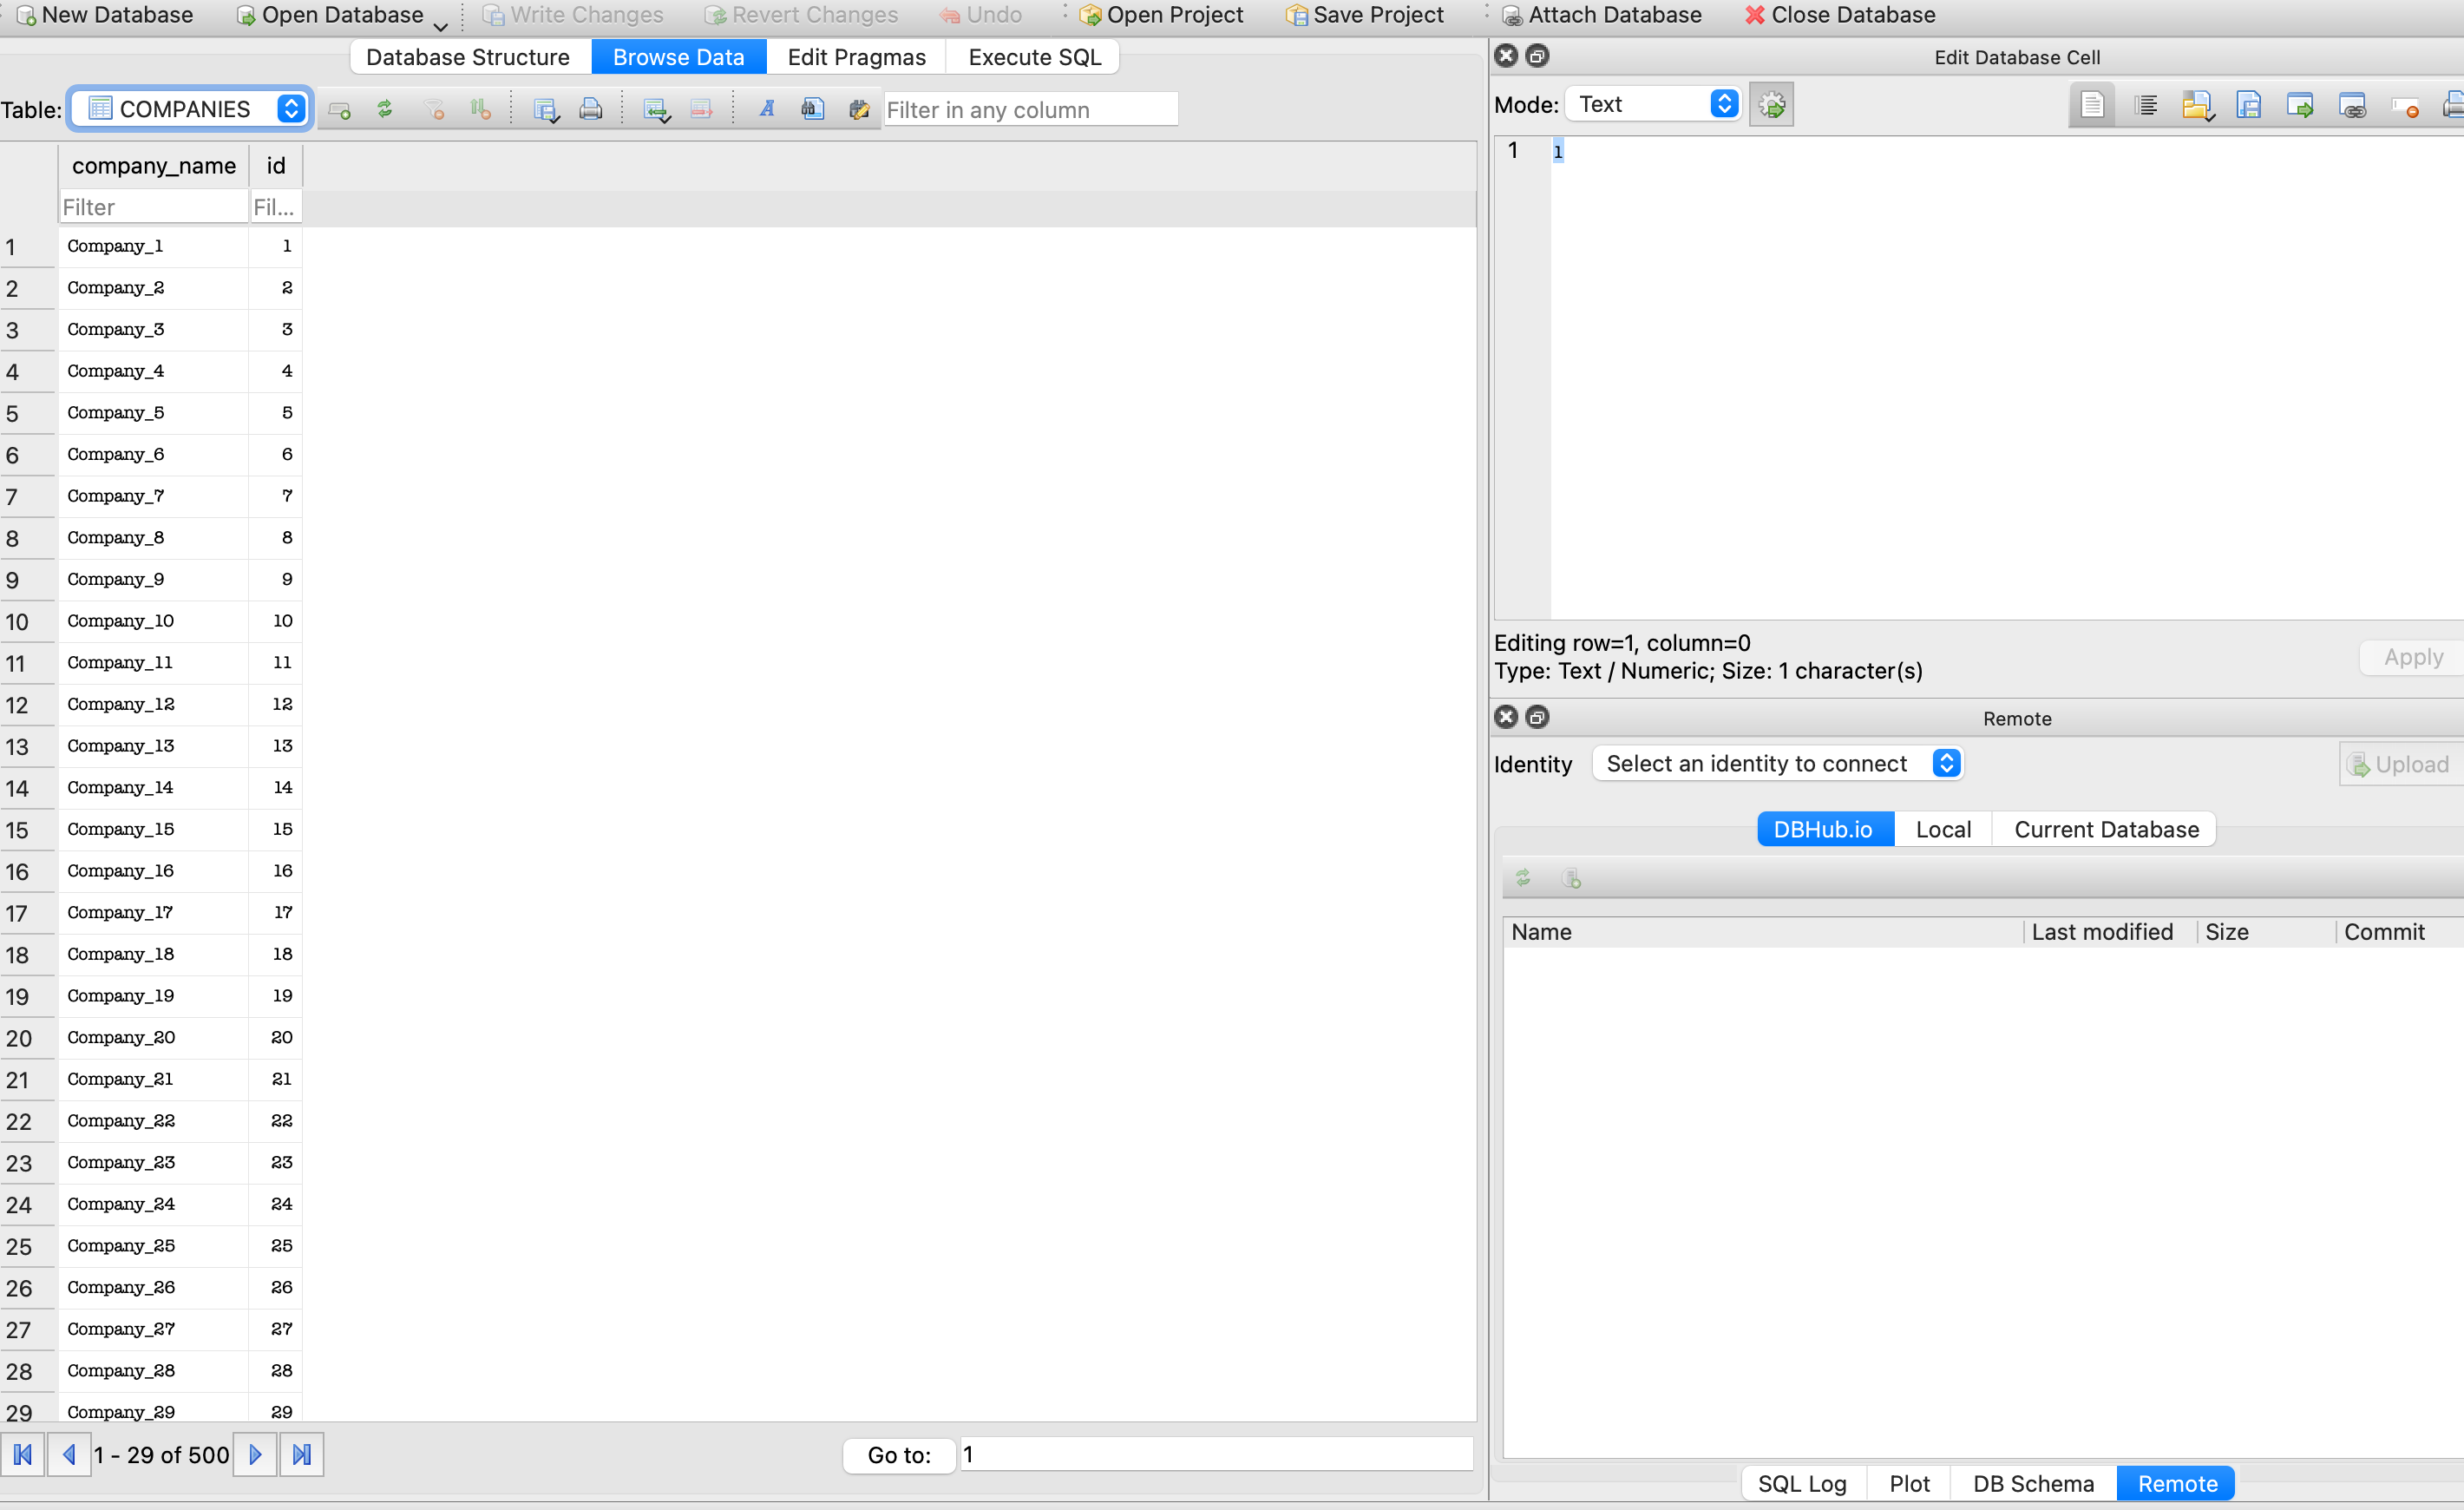 New Database Open Database Write Changes Revert Changes Undo Open Project Save Project Attach Database Close Database
Database Structure Browse Data Edit Pragmas Execute SQL
Table: COMPANIES Filter in any column
company_name id
Filter Fil...
1 Company_1 1
2 Company_2 2
3 Company_3 3
4 Company_4 4
5 Company_5 5
6 Company_6 6
7 Company_7 7
8 Company_8 8
9 Company_9 9
10 Company_10 10
11 Company_11 11
12 Company_12 12
13 Company_13 13
14 Company_14 14
15 Company_15 15
16 Company_16 16
17 Company_17 17
18 Company_18 18
19 Company_19 19
20 Company_20 20
21 Company_21 21
22 Company_22 22
23 Company_23 23
24 Company_24 24
25 Company_25 25
26 Company_26 26
27 Company_27 27
28 Company_28 28
29 Company_29 29
1 - 29 of 500 Go to: 1
Edit Database Cell
Mode: Text
1 1
Editing row=1, column=0
Type: Text / Numeric; Size: 1 character(s)
Apply
Remote
Identity Select an identity to connect Upload
DBHub.io Local Current Database
Name Last modified Size Commit
SQL Log Plot DB Schema Remote